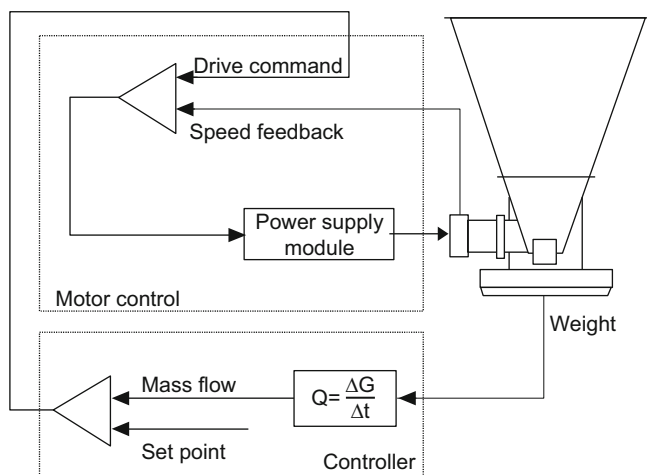 Drive command
Speed feedback
Power supply
module
Motor control
Weight
Mass flow
Q= ΔG/Δt
Set point
Controller